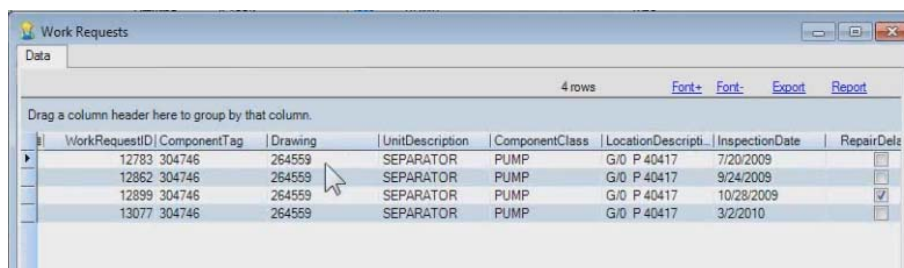 Work Requests
Data
4 rows Font+ Font- Export Report
Drag a column header here to group by that column.
WorkRequestID ComponentTag Drawing UnitDescription ComponentClass LocationDescripti... InspectionDate RepairDela
12783 304746 264559 SEPARATOR PUMP G/0 P 40417 7/20/2009
12862 304746 264559 SEPARATOR PUMP G/0 P 40417 9/24/2009
12899 304746 264559 SEPARATOR PUMP G/0 P 40417 10/28/2009
13077 304746 264559 SEPARATOR PUMP G/0 P 40417 3/2/2010